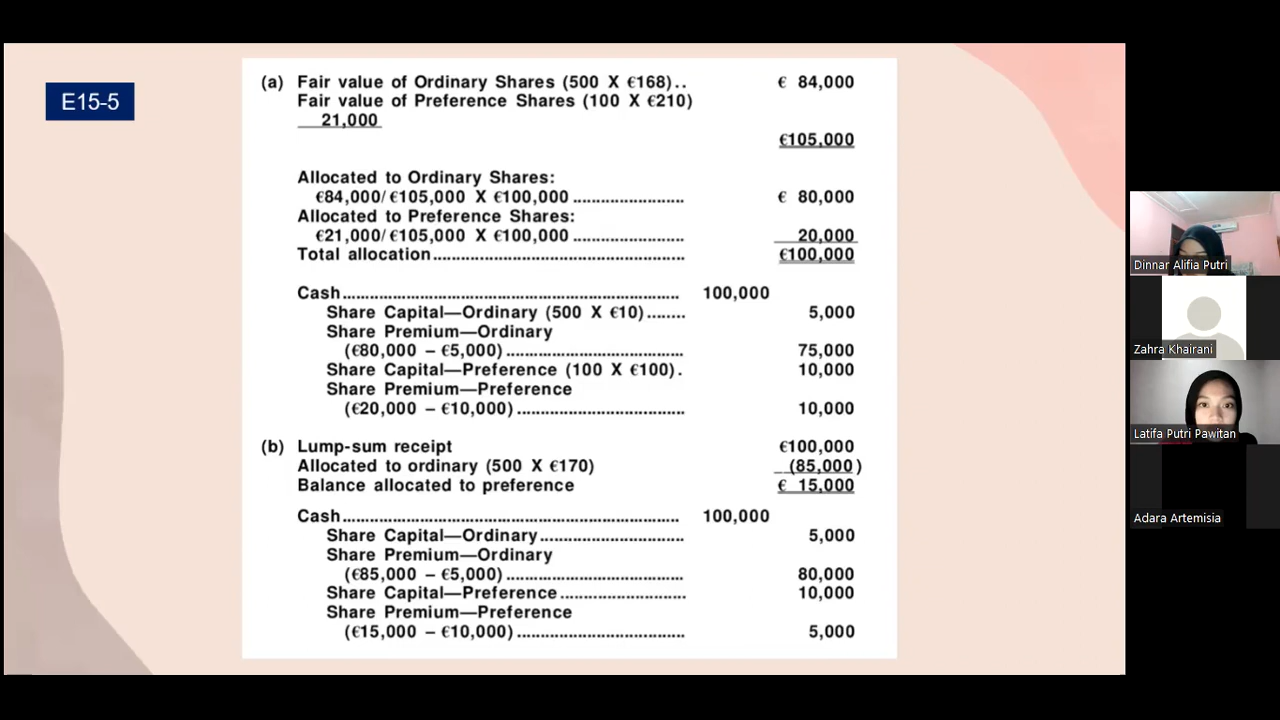 E15-5
(a) Fair value of Ordinary Shares (500 X €168).. € 84,000
Fair value of Preference Shares (100 X €210)
21,000
€105,000
Allocated to Ordinary Shares:
€84,000/€105,000 X €100,000 ........................ € 80,000
Allocated to Preference Shares:
€21,000/€105,000 X €100,000 ........................ 20,000
Total allocation....................................................... €100,000
Cash......................................................................... 100,000
Share Capital—Ordinary (500 X €10)........ 5,000
Share Premium—Ordinary
(€80,000 – €5,000) ...................................... 75,000
Share Capital—Preference (100 X €100). 10,000
Share Premium—Preference
(€20,000 – €10,000) .................................... 10,000
(b) Lump-sum receipt €100,000
Allocated to ordinary (500 X €170) (85,000)
Balance allocated to preference € 15,000
Cash......................................................................... 100,000
Share Capital—Ordinary............................... 5,000
Share Premium—Ordinary
(€85,000 – €5,000) ...................................... 80,000
Share Capital—Preference ........................... 10,000
Share Premium—Preference
(€15,000 – €10,000) .................................... 5,000
Dinnar Alifia Putri
Zahra Khairani
Latifa Putri Pawitan
Adara Artemisia